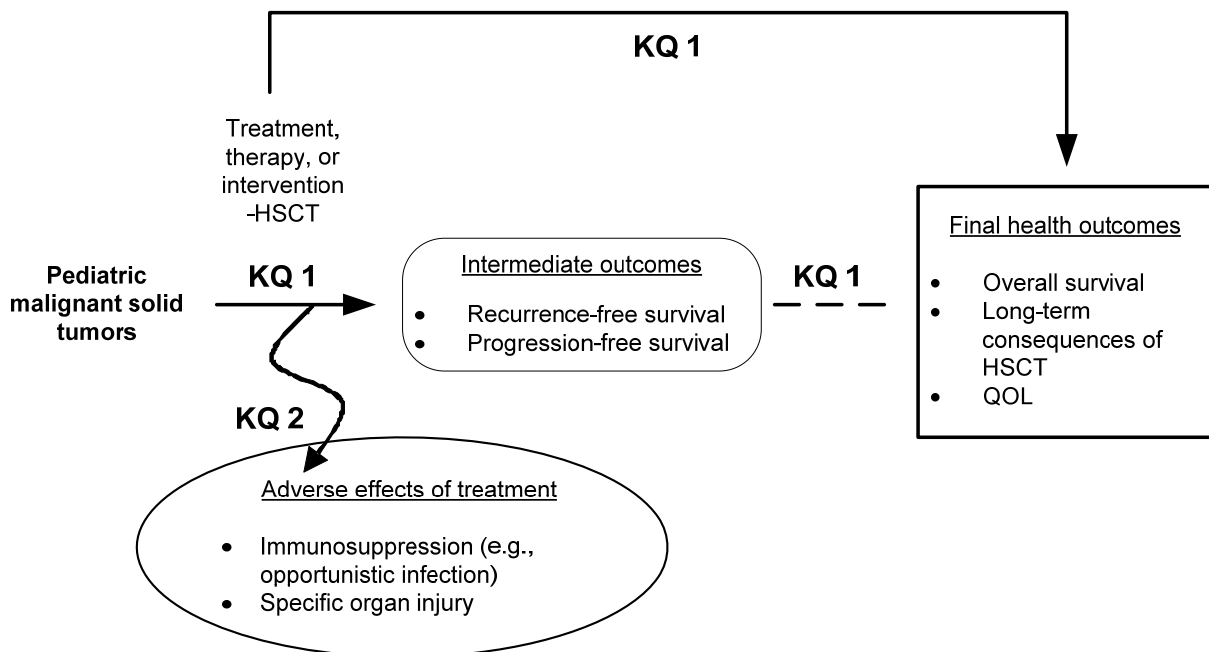 KQ 1
Treatment,
therapy, or
intervention
-HSCT
Pediatric
malignant solid
tumors
KQ 1
Intermediate outcomes
• Recurrence-free survival
• Progression-free survival
KQ 1
Final health outcomes
• Overall survival
• Long-term
consequences of
HSCT
• QOL
KQ 2
Adverse effects of treatment
• Immunosuppression (e.g.,
opportunistic infection)
• Specific organ injury